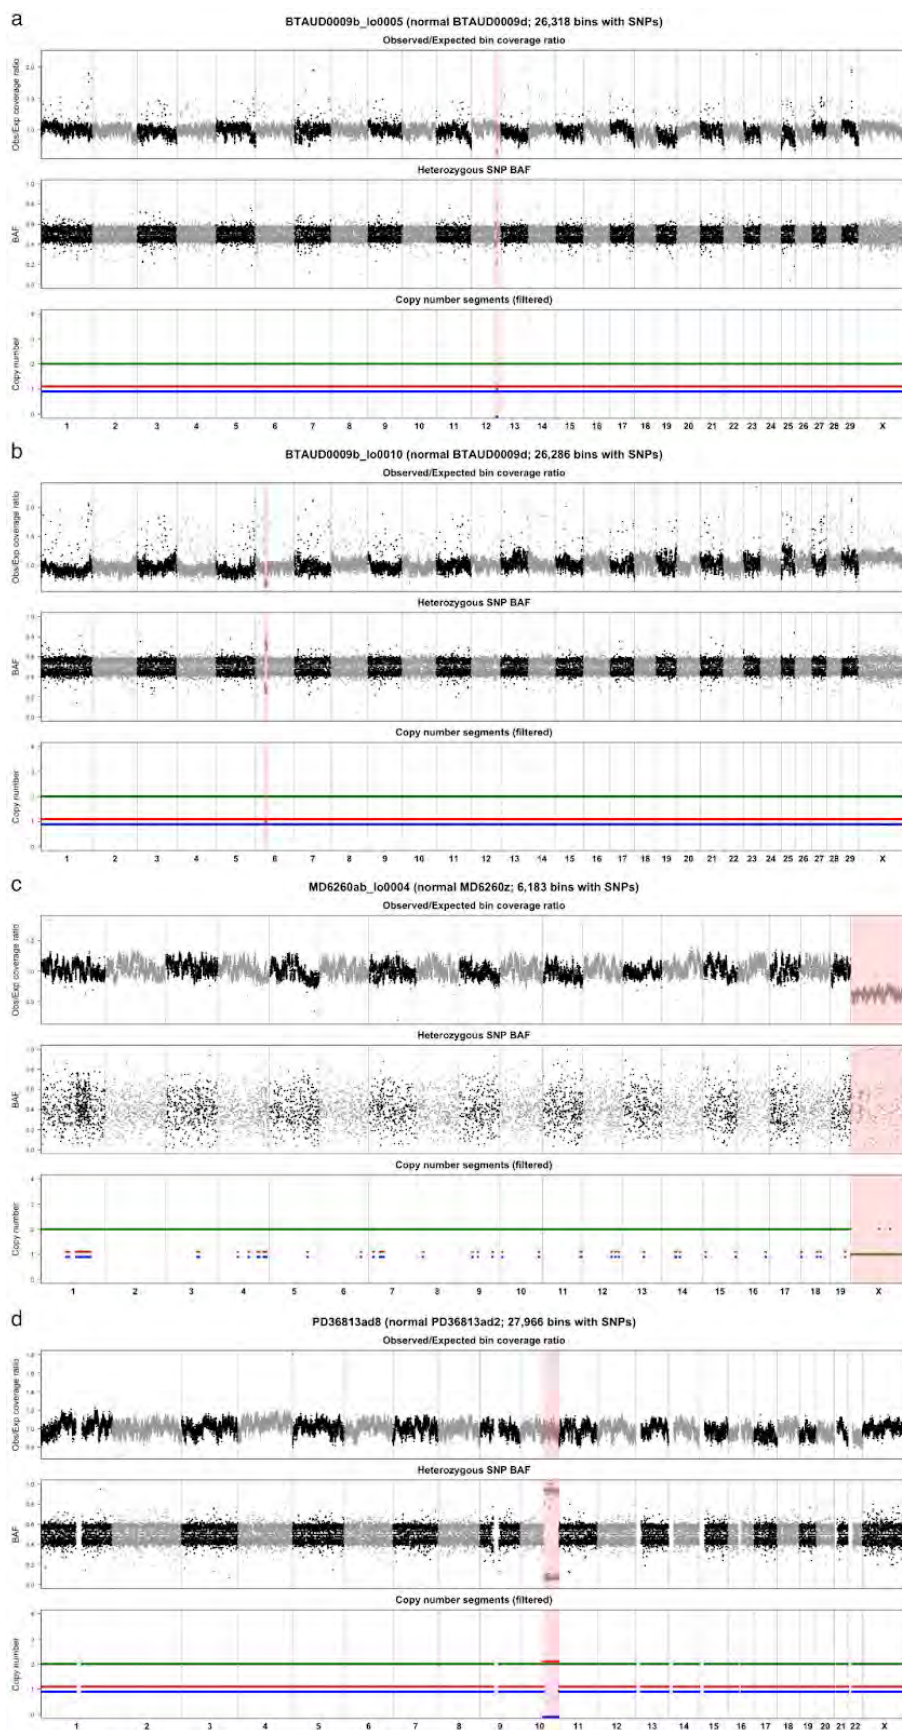 a
BTAUD0009b_lo0005 (normal BTAUD0009d; 26,318 bins with SNPs)
Observed/Expected bin coverage ratio
Obs/Exp coverage ratio
Heterozygous SNP BAF
BAF
Copy number segments (filtered)
Copy number
1 2 3 4 5 6 7 8 9 10 11 12 13 14 15 16 17 18 19 20 21 22 23 24 25 26 27 28 29 X
b
BTAUD0009b_lo0010 (normal BTAUD0009d; 26,286 bins with SNPs)
Observed/Expected bin coverage ratio
Obs/Exp coverage ratio
Heterozygous SNP BAF
BAF
Copy number segments (filtered)
Copy number
1 2 3 4 5 6 7 8 9 10 11 12 13 14 15 16 17 18 19 20 21 22 23 24 25 26 27 28 29 X
c
MD6260ab_lo0004 (normal MD6260z; 6,183 bins with SNPs)
Observed/Expected bin coverage ratio
Obs/Exp coverage ratio
Heterozygous SNP BAF
BAF
Copy number segments (filtered)
Copy number
1 2 3 4 5 6 7 8 9 10 11 12 13 14 15 16 17 18 19 X
d
PD36813ad8 (normal PD36813ad2; 27,966 bins with SNPs)
Observed/Expected bin coverage ratio
Obs/Exp coverage ratio
Heterozygous SNP BAF
BAF
Copy number segments (filtered)
Copy number
1 2 3 4 5 6 7 8 9 10 11 12 13 14 15 16 17 18 19 20 21 22 X